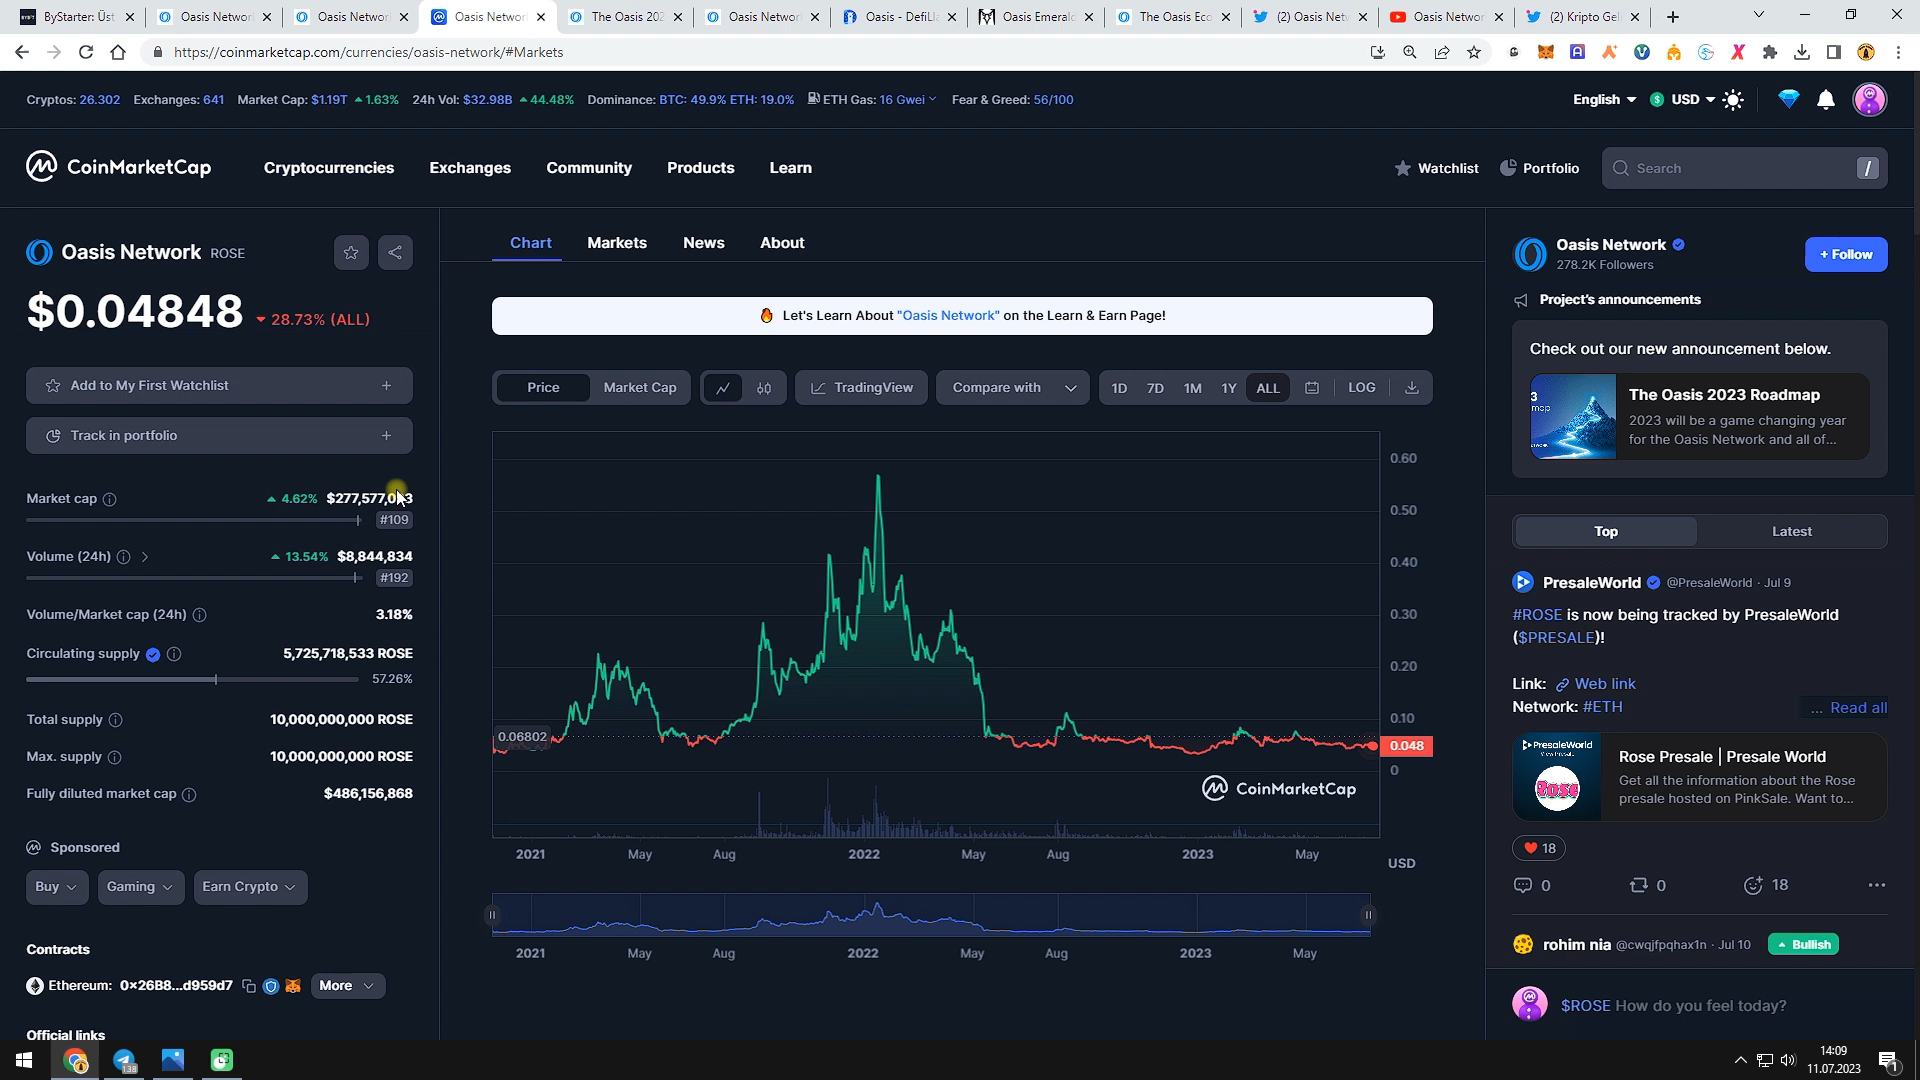 ByStarter: Üst
Oasis Networ
Oasis Networ
Oasis Networ
The Oasis 202
Oasis Networ
Oasis - DefiLl
Oasis Emeral
The Oasis Eco
(2) Oasis Net
Oasis Networ
(2) Kripto Gel
https://coinmarketcap.com/currencies/oasis-network/#Markets
Cryptos: 26.302 Exchanges: 641 Market Cap: $1.19T 1.63% 24h Vol: $32.98B 44.48% Dominance: BTC: 49.9% ETH: 19.0% ETH Gas: 16 Gwei Fear & Greed: 56/100
English $ USD
CoinMarketCap
Cryptocurrencies Exchanges Community Products Learn
Watchlist Portfolio Search /
Oasis Network ROSE
$0.04848 28.73% (ALL)
Add to My First Watchlist +
Track in portfolio +
Market cap 4.62%
#109
Volume (24h) 13.54% $8,844,834
#192
Volume/Market cap (24h) 3.18%
Circulating supply 5,725,718,533 ROSE
57.26%
Total supply 10,000,000,000 ROSE
Max. supply 10,000,000,000 ROSE
Fully diluted market cap $486,156,868
Sponsored
Buy Gaming Earn Crypto
Contracts
Ethereum: 0x26B8...d959d7 More
Official links
Chart Markets News About
Let's Learn About "Oasis Network" on the Learn & Earn Page!
Price Market Cap TradingView Compare with 1D 7D 1M 1Y ALL LOG
0.60
0.50
0.40
0.30
0.20
0.10
0.06802
0.048
0
CoinMarketCap
2021 May Aug 2022 May Aug 2023 May
USD
2021 May Aug 2022 May Aug 2023 May
Oasis Network
278.2K Followers
+ Follow
Project's announcements
Check out our new announcement below.
The Oasis 2023 Roadmap
2023 will be a game changing year
for the Oasis Network and all of...
Top Latest
PresaleWorld @PresaleWorld · Jul 9
#ROSE is now being tracked by PresaleWorld
($PRESALE)!
Link: Web link
Network: #ETH
... Read all
PresaleWorld
Rose
Rose Presale | Presale World
Get all the information about the Rose
presale hosted on PinkSale. Want to...
18
0 0 18 ...
rohim nia @cwqjfpqhax1n · Jul 10 Bullish
$ROSE How do you feel today?
138
14:09
11.07.2023
1